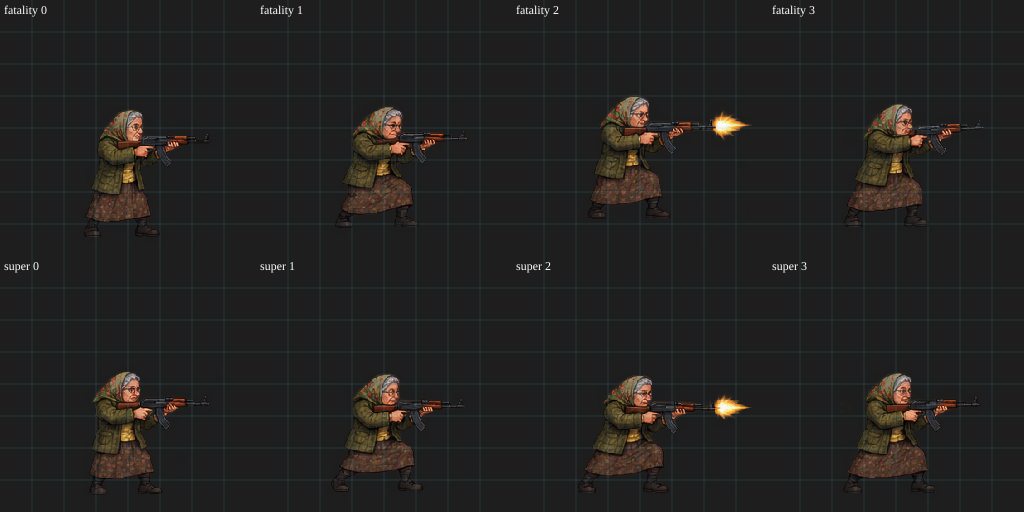 fatality 0
fatality 1
fatality 2
fatality 3
super 0
super 1
super 2
super 3